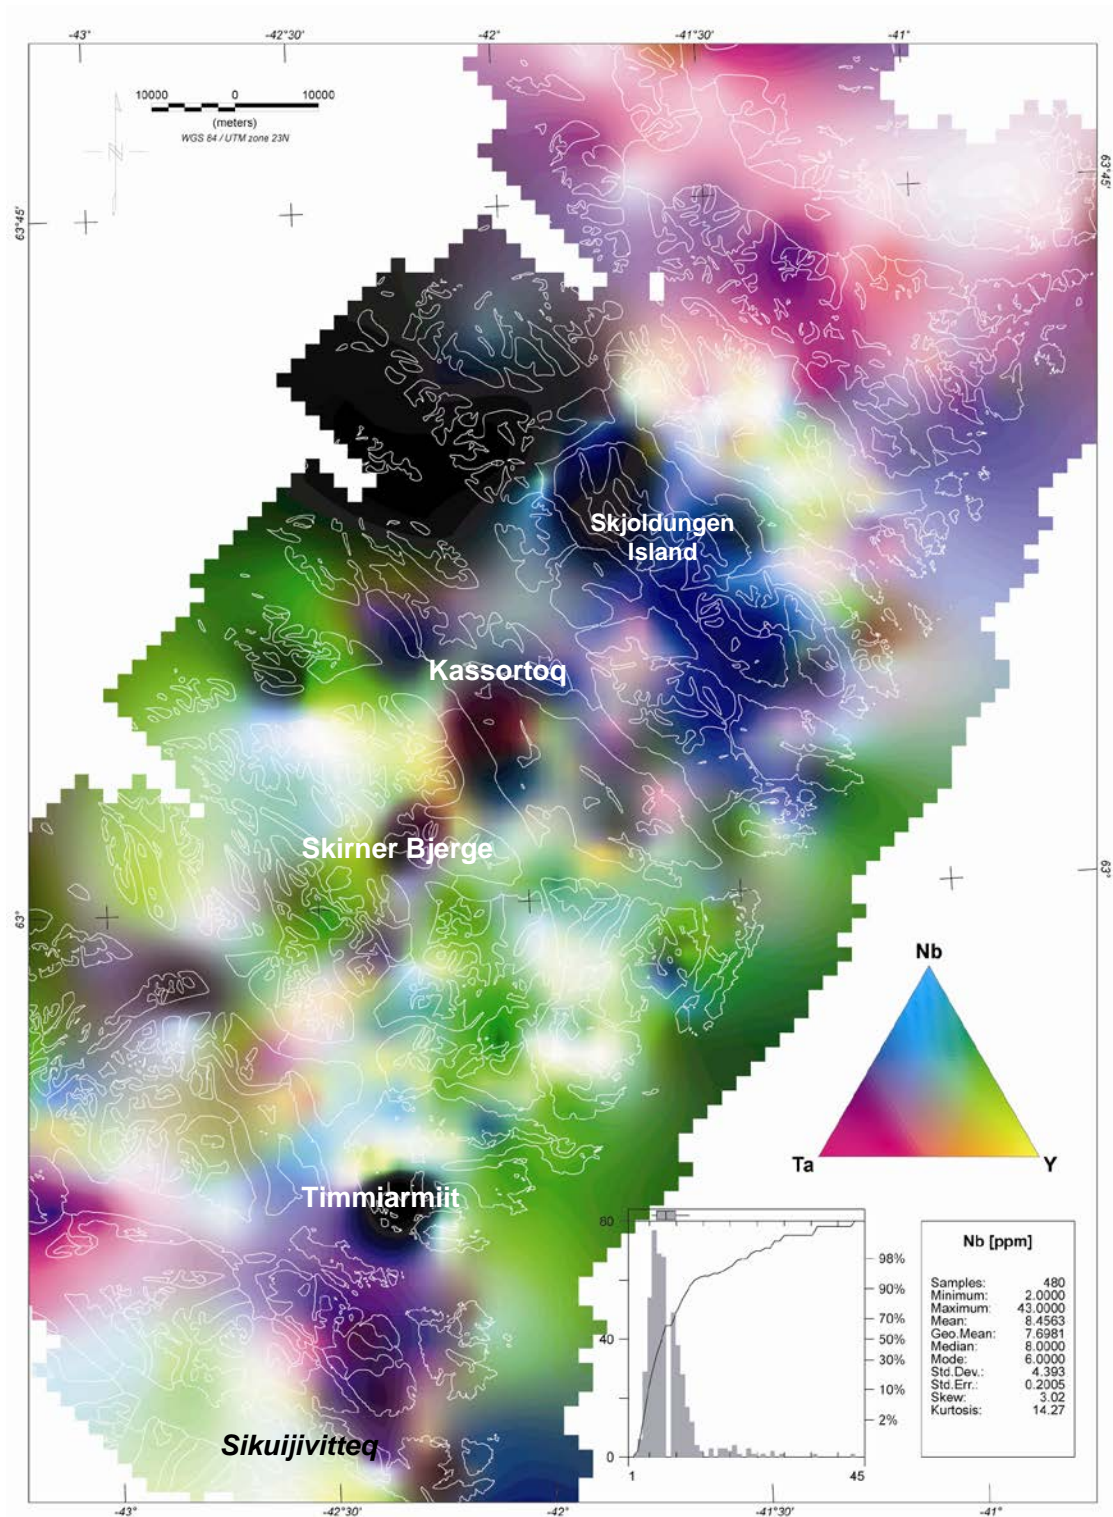 -43° -42°30' -42° -41°30' -41°
10000 0 10000
(meters)
WGS 84 / UTM zone 23N
N
63°45' 63°45'
Skjoldungen
Island
Kassortoq
Skirner Bjerge
63° 63°
Nb
Ta Y
Timmiarmiit
Sikuijivitteq
80
40
0
1 45
98%
90%
70%
50%
30%
10%
2%
Nb [ppm]
Samples: 480
Minimum: 2.0000
Maximum: 43.0000
Mean: 8.4563
Geo.Mean: 7.6981
Median: 8.0000
Mode: 6.0000
Std.Dev.: 4.393
Std.Err.: 0.2005
Skew: 3.02
Kurtosis: 14.27
-43° -42°30' -42° -41°30' -41°